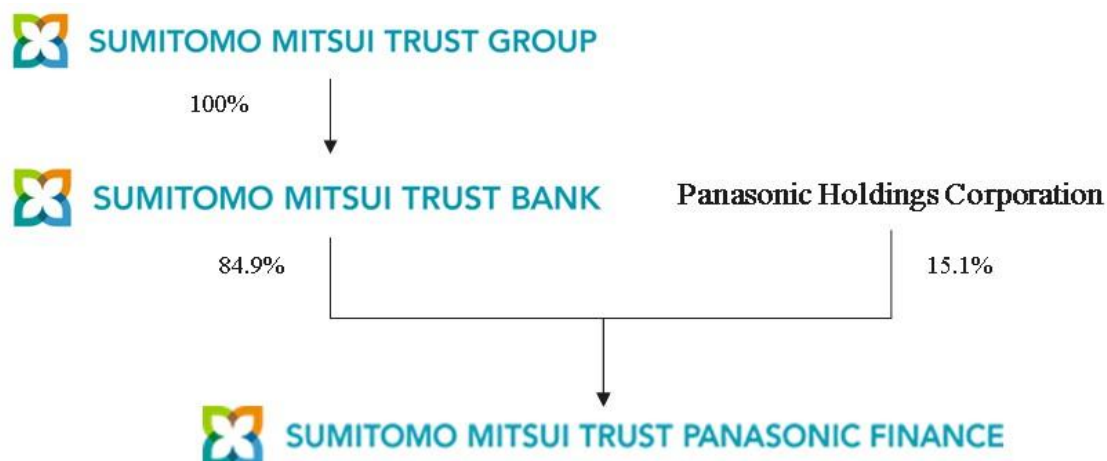 SUMITOMO MITSUI TRUST GROUP
100%
SUMITOMO MITSUI TRUST BANK
Panasonic Holdings Corporation
84.9%
15.1%
SUMITOMO MITSUI TRUST PANASONIC FINANCE